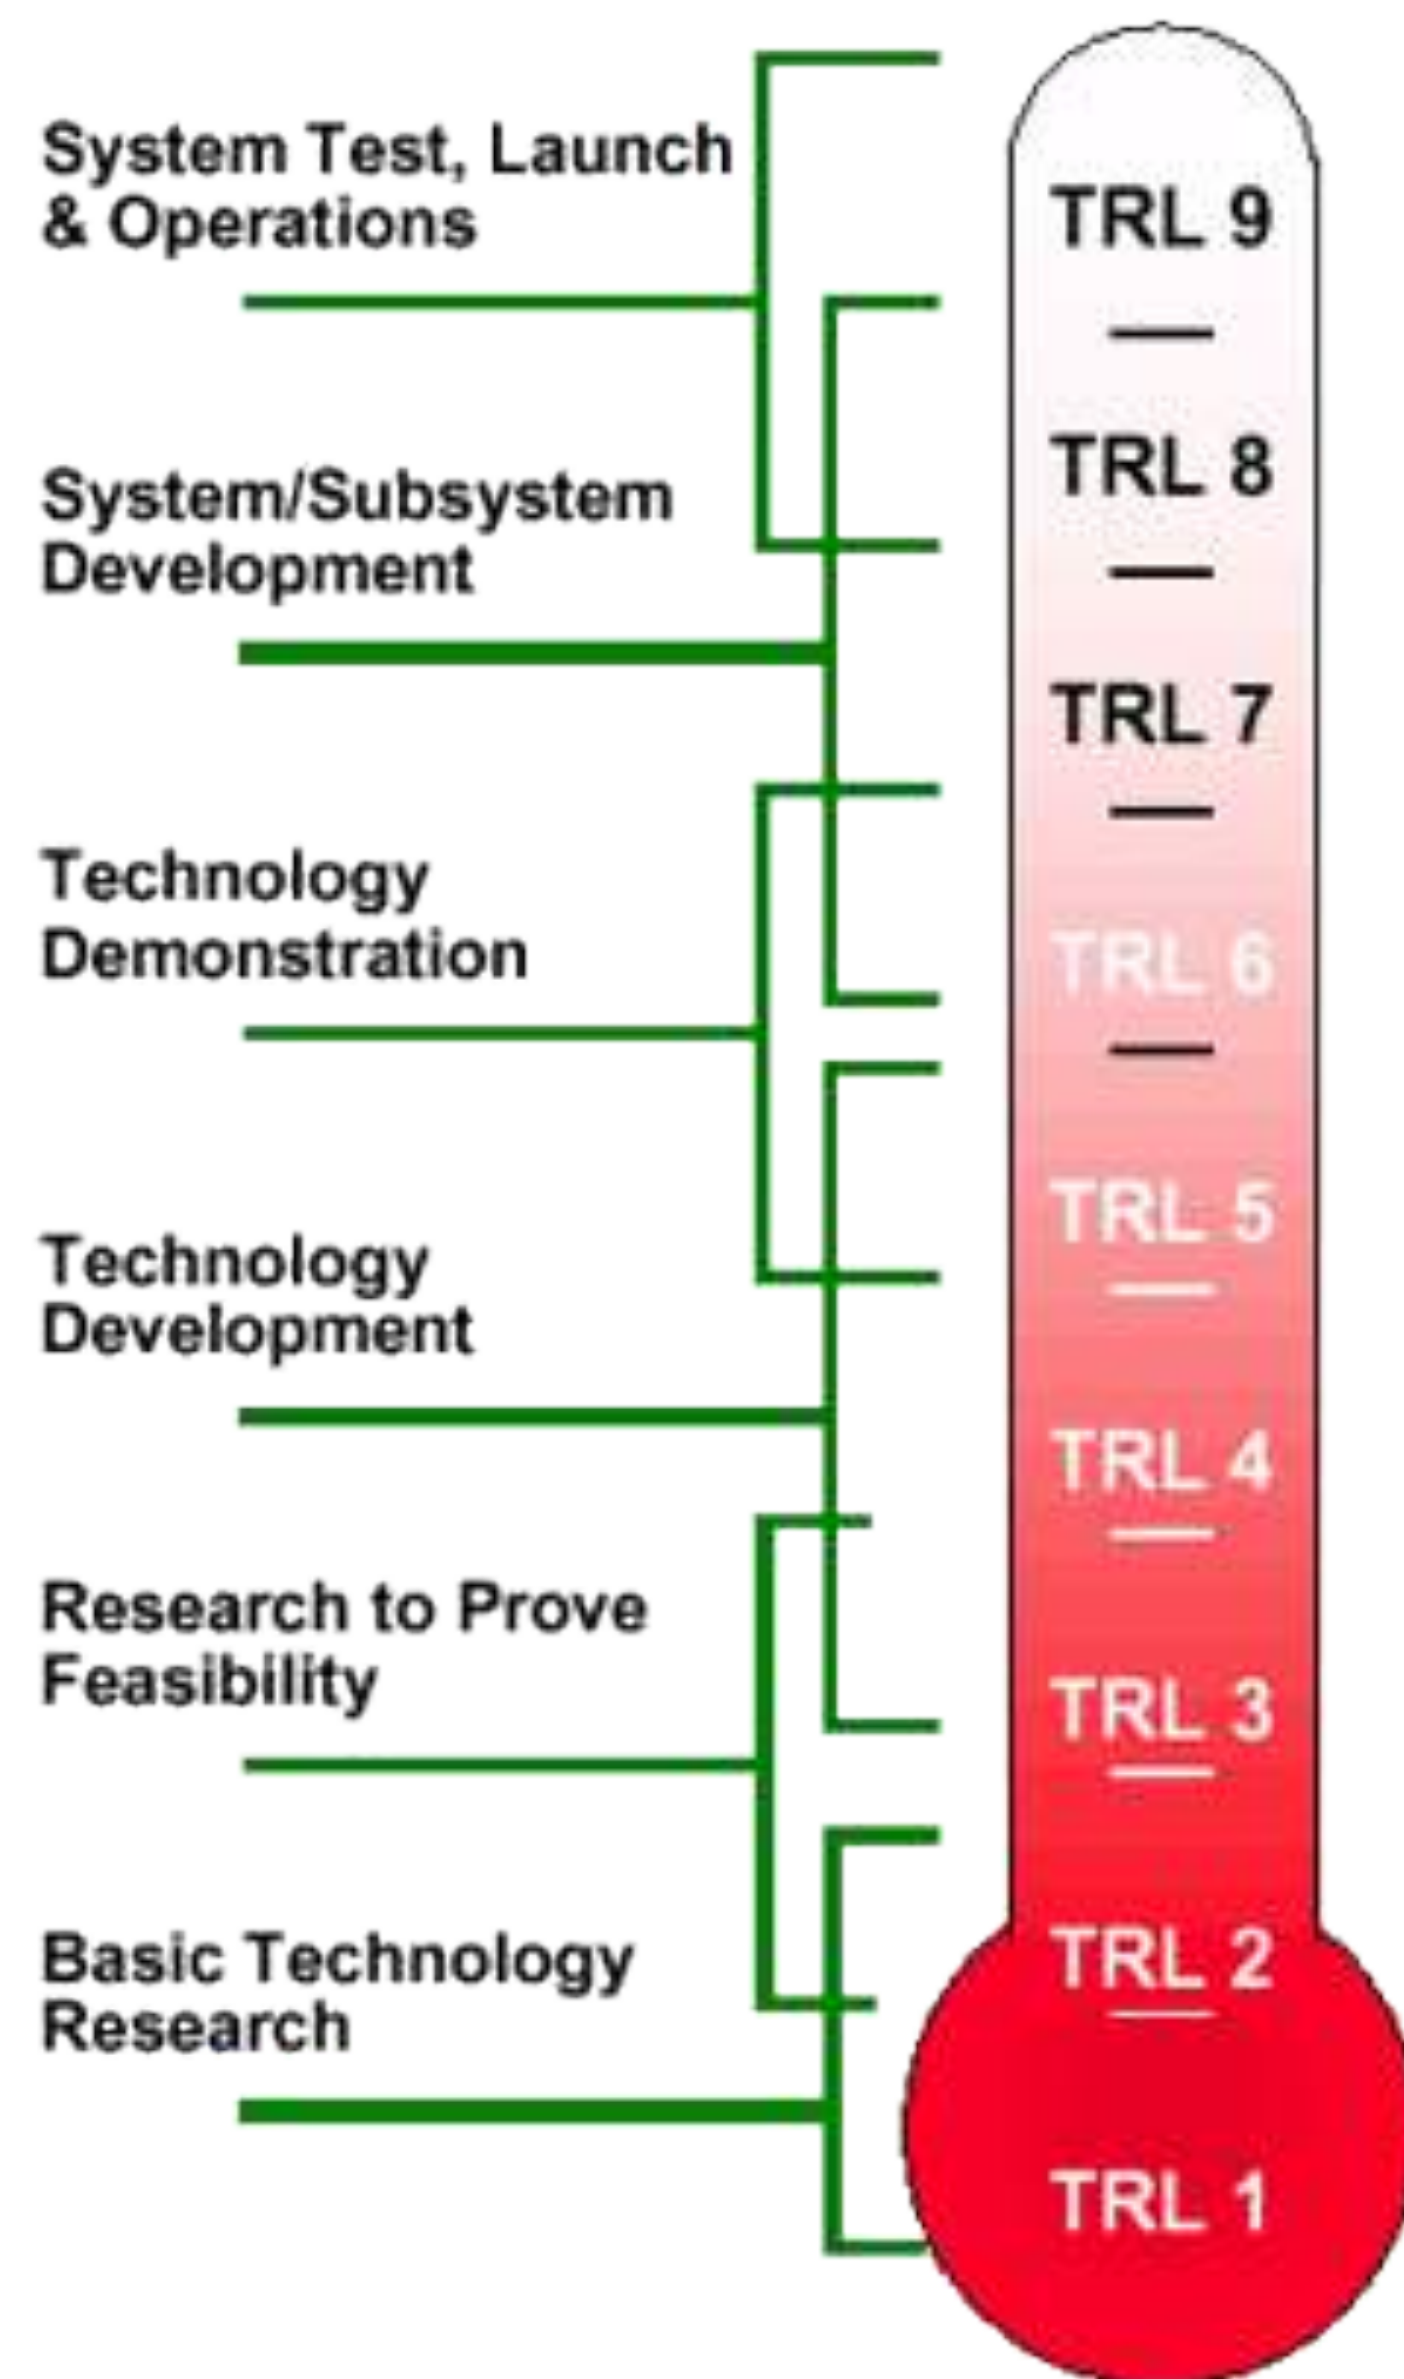 System Test, Launch
& Operations
System/Subsystem
Development
Technology
Demonstration
Technology
Development
Research to Prove
Feasibility
Basic Technology
Research
TRL 9
TRL 8
TRL 7
TRL 6
TRL 5
TRL 4
TRL 3
TRL 2
TRL 1